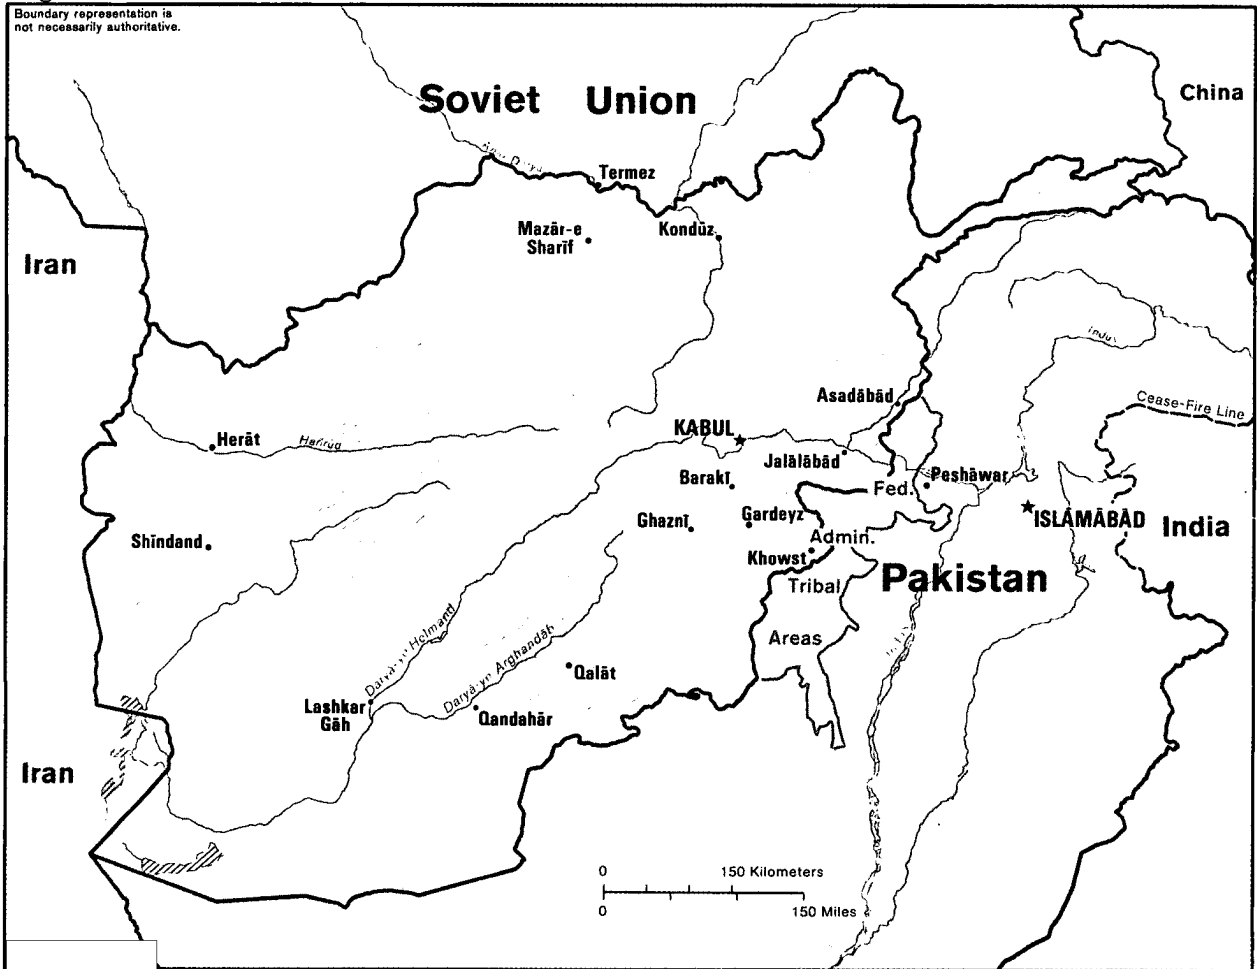 Boundary representation is
not necessarily authoritative.
Soviet Union
China
Termez
Mazār-e
Sharīf
Kondūz
Iran
Indus
Asadābād
Cease-Fire Line
Herāt
Harirud
KABUL
Jalālābād
Peshāwar
Barakī
Fed.
Ghaznī
Gardeyz
ISLĀMĀBĀD
India
Shīndand
Admin.
Khowst
Tribal
Pakistan
Areas
Daryā-ye Helmand
Daryā-ye Arghandāb
Qalāt
Lashkar
Gāh
Qandahār
Iran
0 150 Kilometers
0 150 Miles